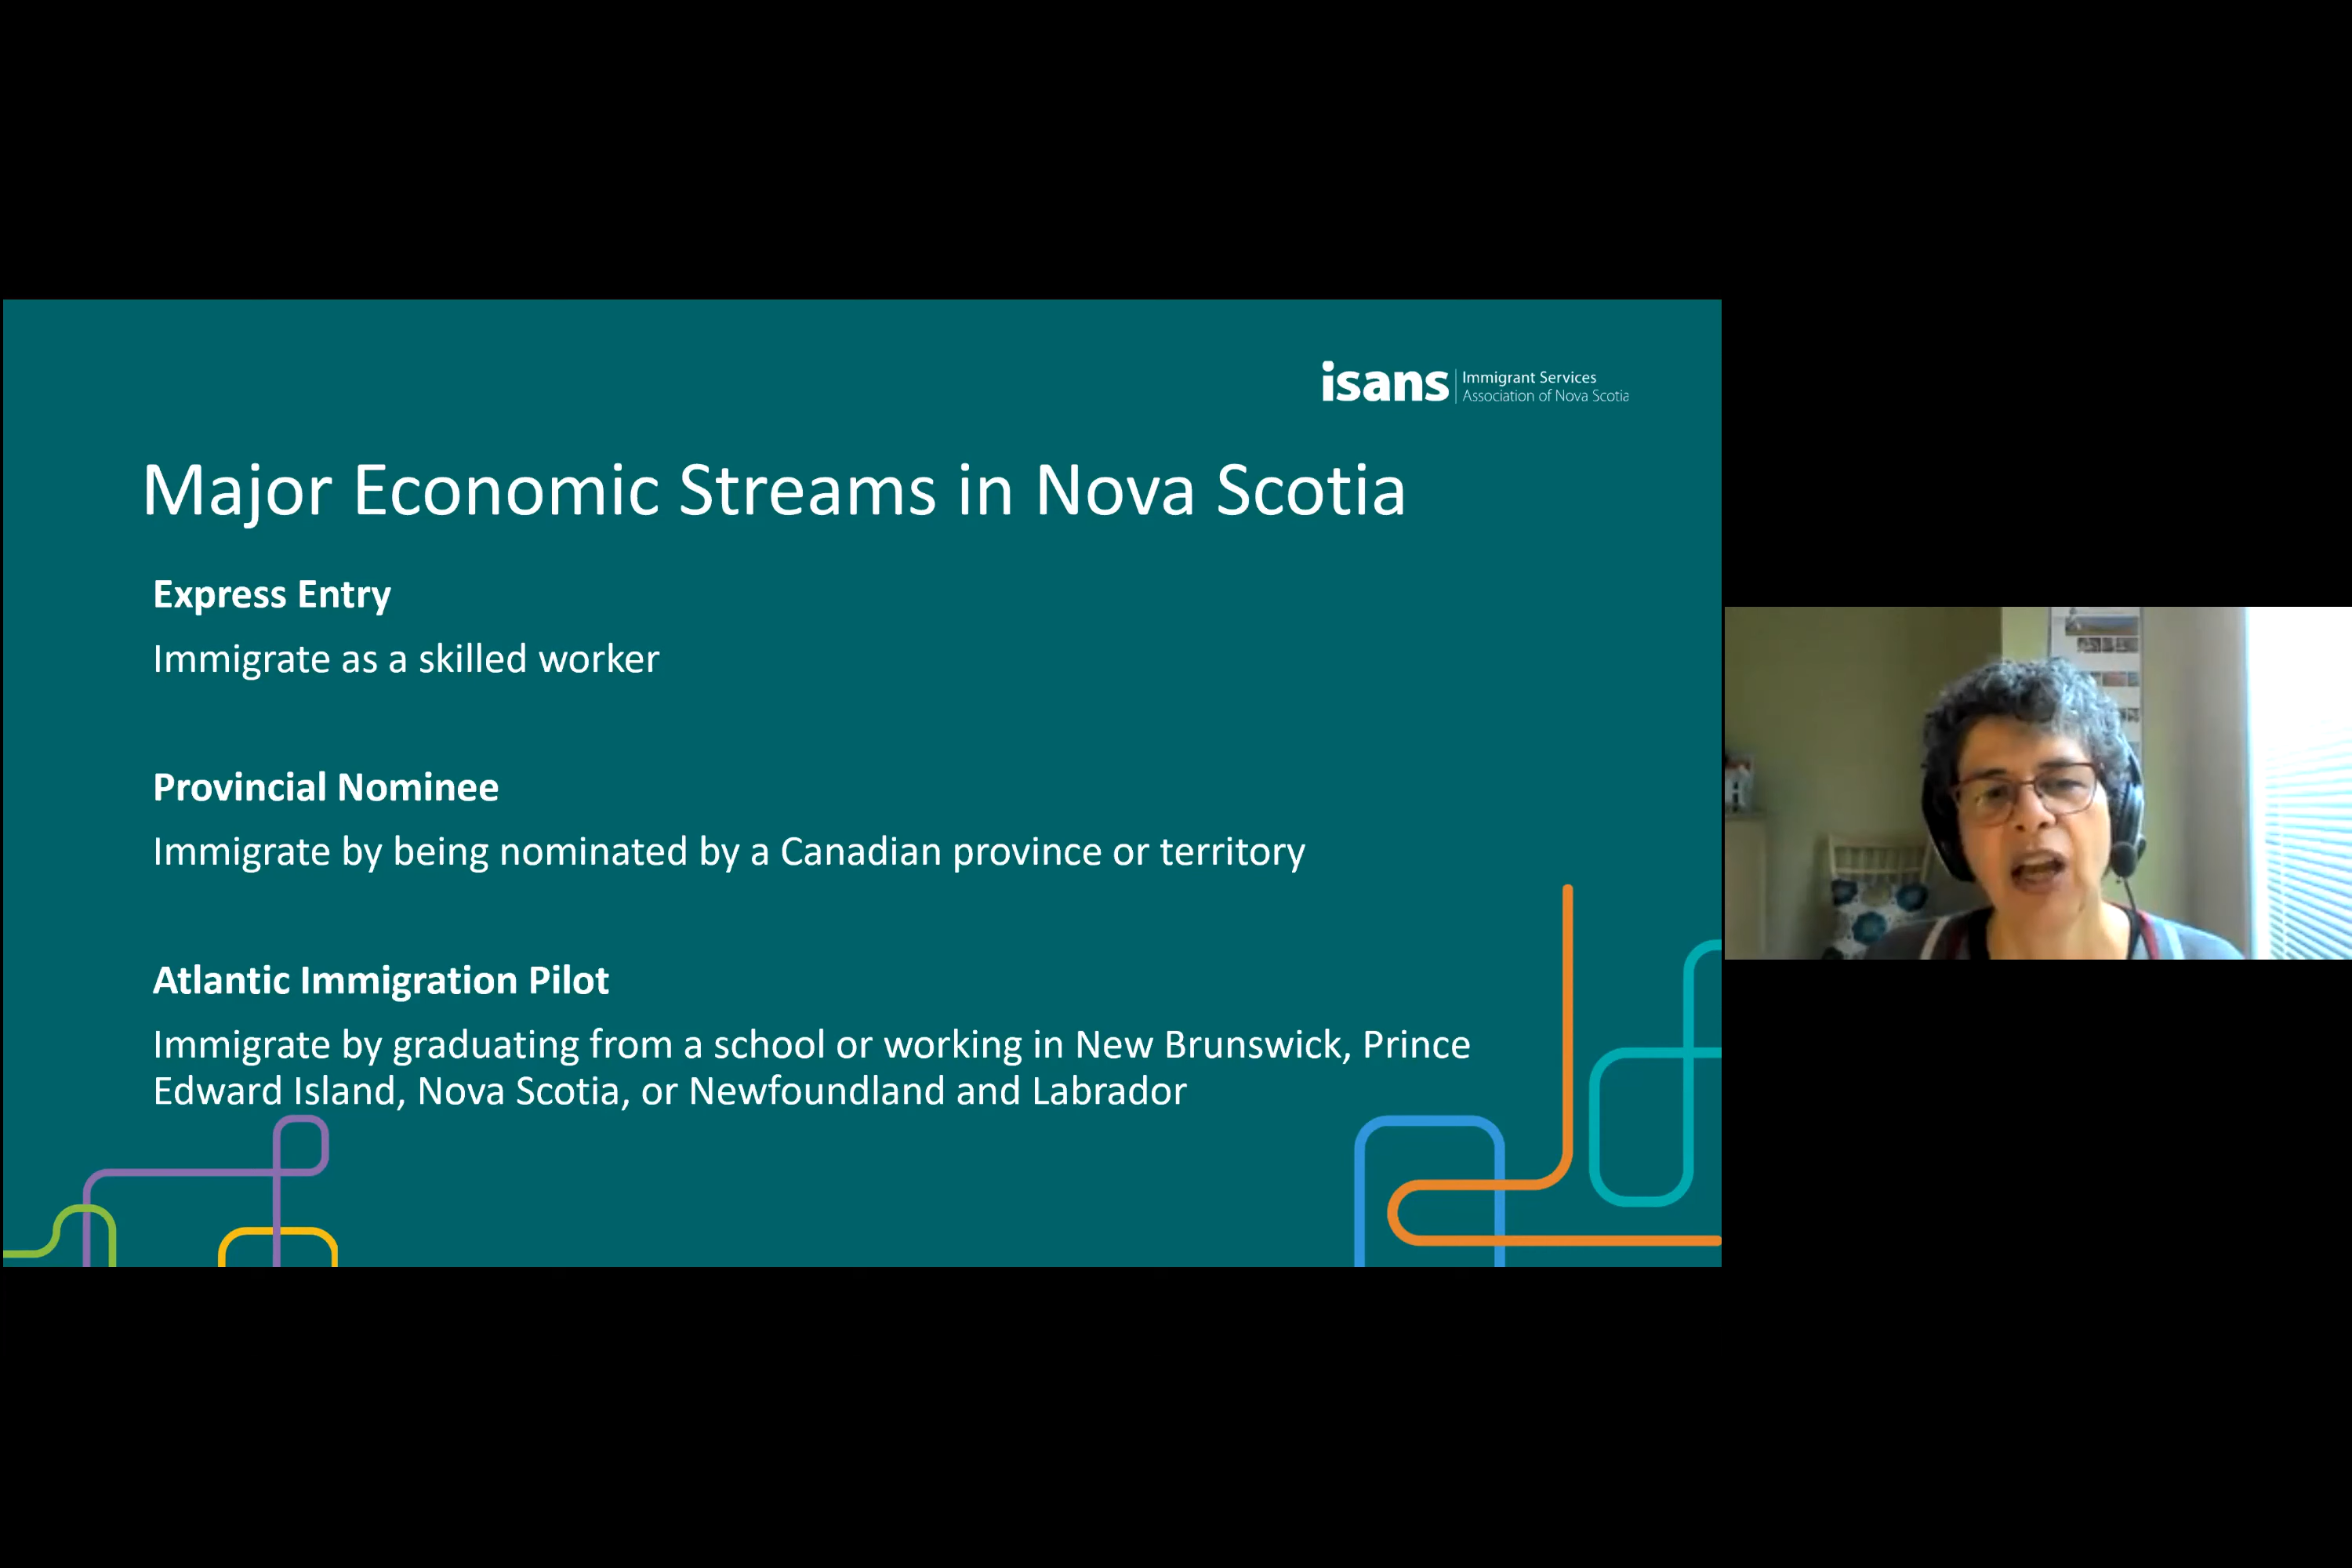 isans
Immigrant Services
Association of Nova Scotia
Major Economic Streams in Nova Scotia
Express Entry
Immigrate as a skilled worker
Provincial Nominee
Immigrate by being nominated by a Canadian province or territory
Atlantic Immigration Pilot
Immigrate by graduating from a school or working in New Brunswick, Prince
Edward Island, Nova Scotia, or Newfoundland and Labrador